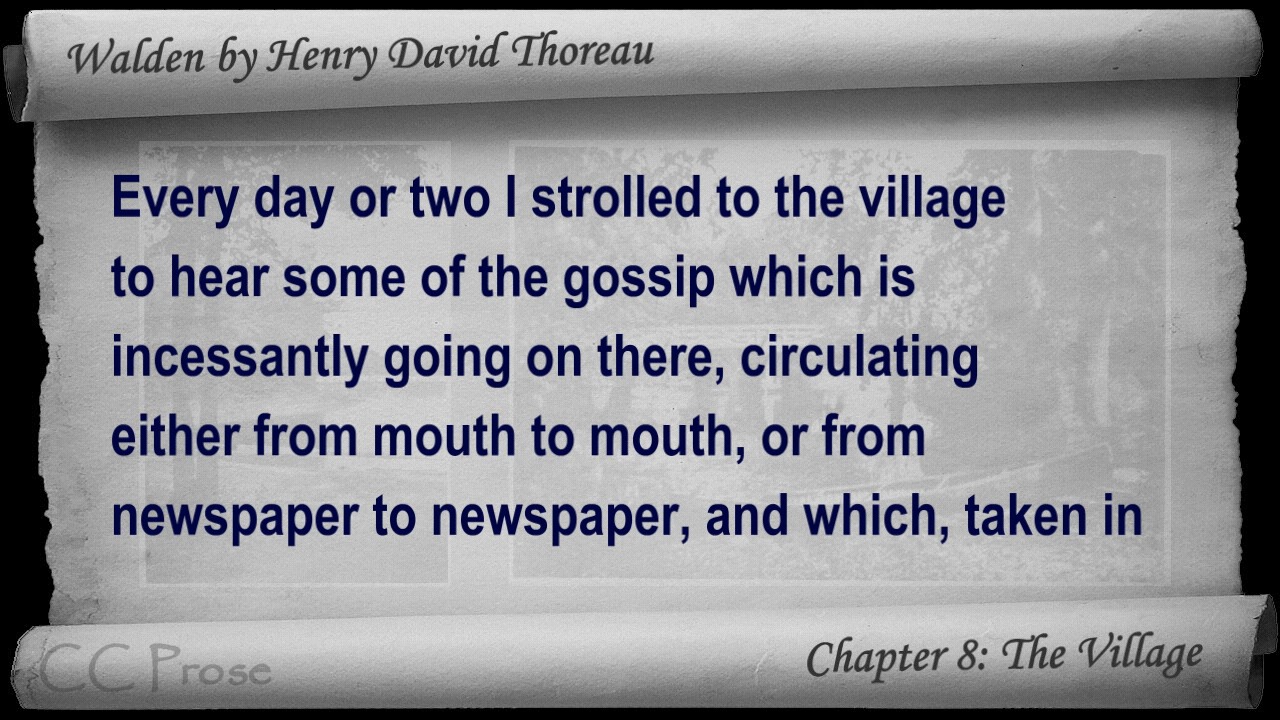 Walden by Henry David Thoreau
Every day or two I strolled to the village
to hear some of the gossip which is
incessantly going on there, circulating
either from mouth to mouth, or from
newspaper to newspaper, and which, taken in
CC Prose
Chapter 8: The Village